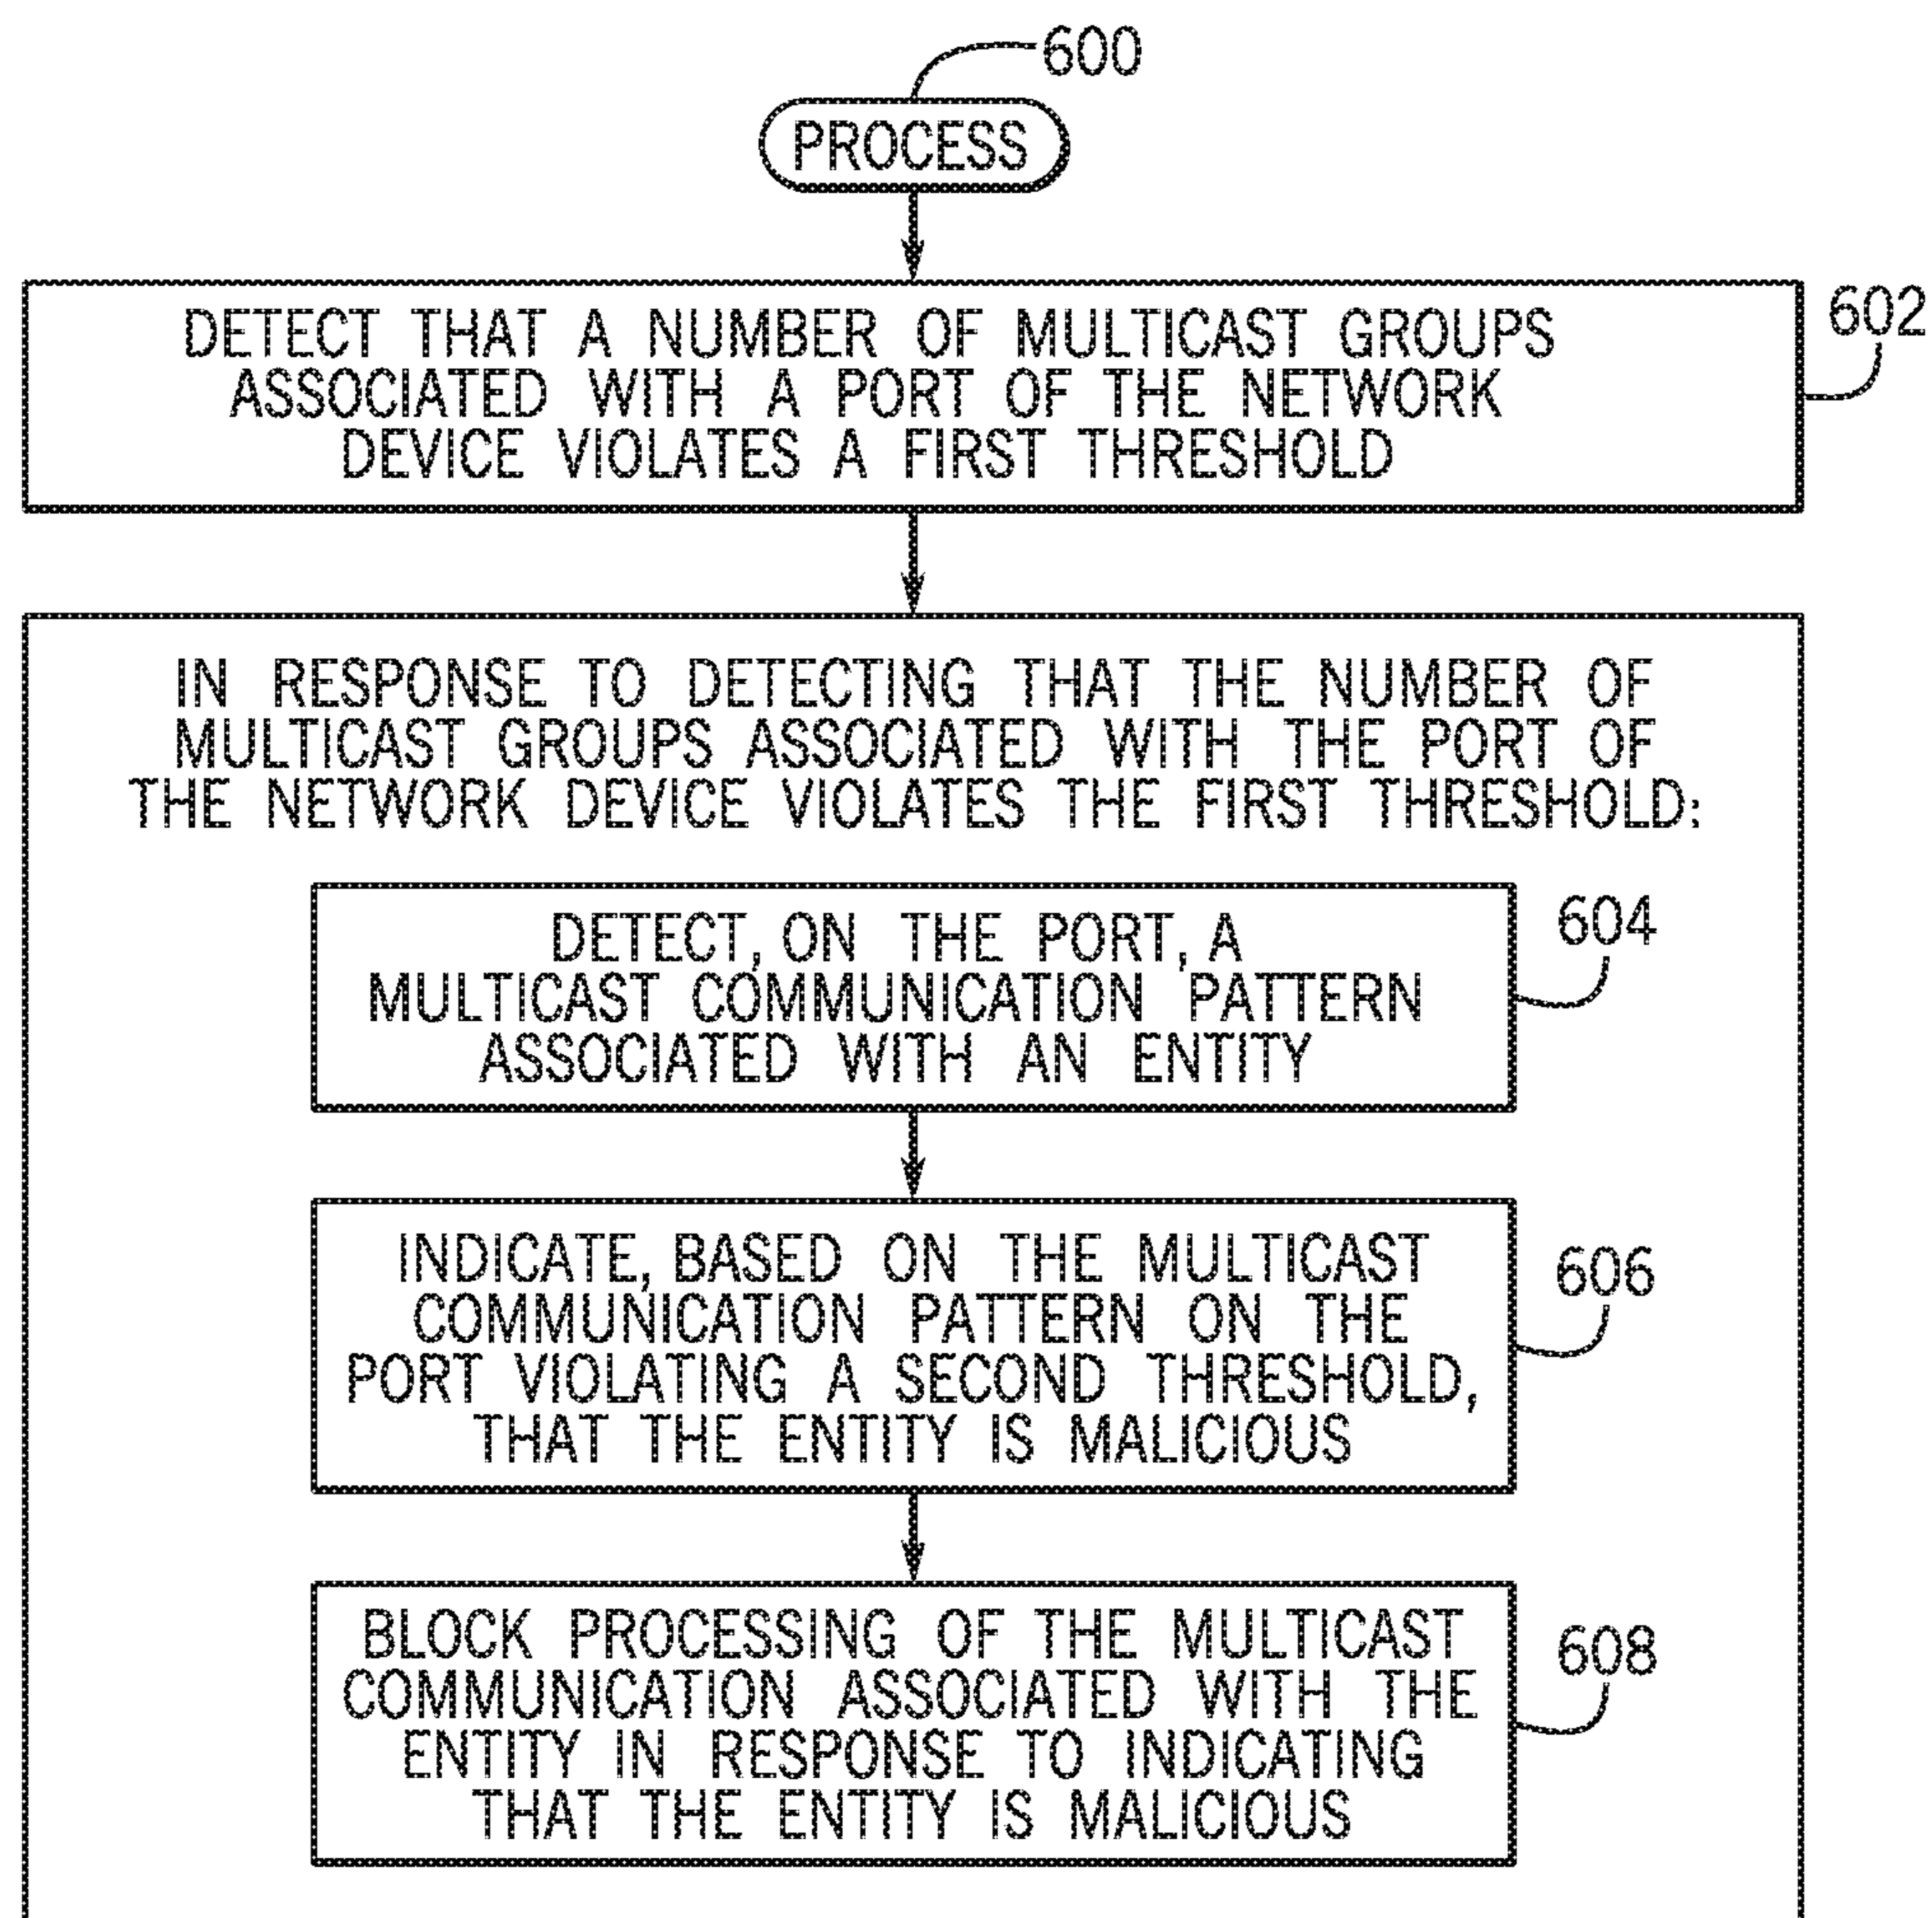 600
PROCESS
DETECT THAT A NUMBER OF MULTICAST GROUPS
ASSOCIATED WITH A PORT OF THE NETWORK
DEVICE VIOLATES A FIRST THRESHOLD
602
IN RESPONSE TO DETECTING THAT THE NUMBER OF
MULTICAST GROUPS ASSOCIATED WITH THE PORT OF
THE NETWORK DEVICE VIOLATES THE FIRST THRESHOLD:
DETECT, ON THE PORT, A
MULTICAST COMMUNICATION PATTERN
ASSOCIATED WITH AN ENTITY
604
INDICATE, BASED ON THE MULTICAST
COMMUNICATION PATTERN ON THE
PORT VIOLATING A SECOND THRESHOLD,
THAT THE ENTITY IS MALICIOUS
606
BLOCK PROCESSING OF THE MULTICAST
COMMUNICATION ASSOCIATED WITH THE
ENTITY IN RESPONSE TO INDICATING
THAT THE ENTITY IS MALICIOUS
608